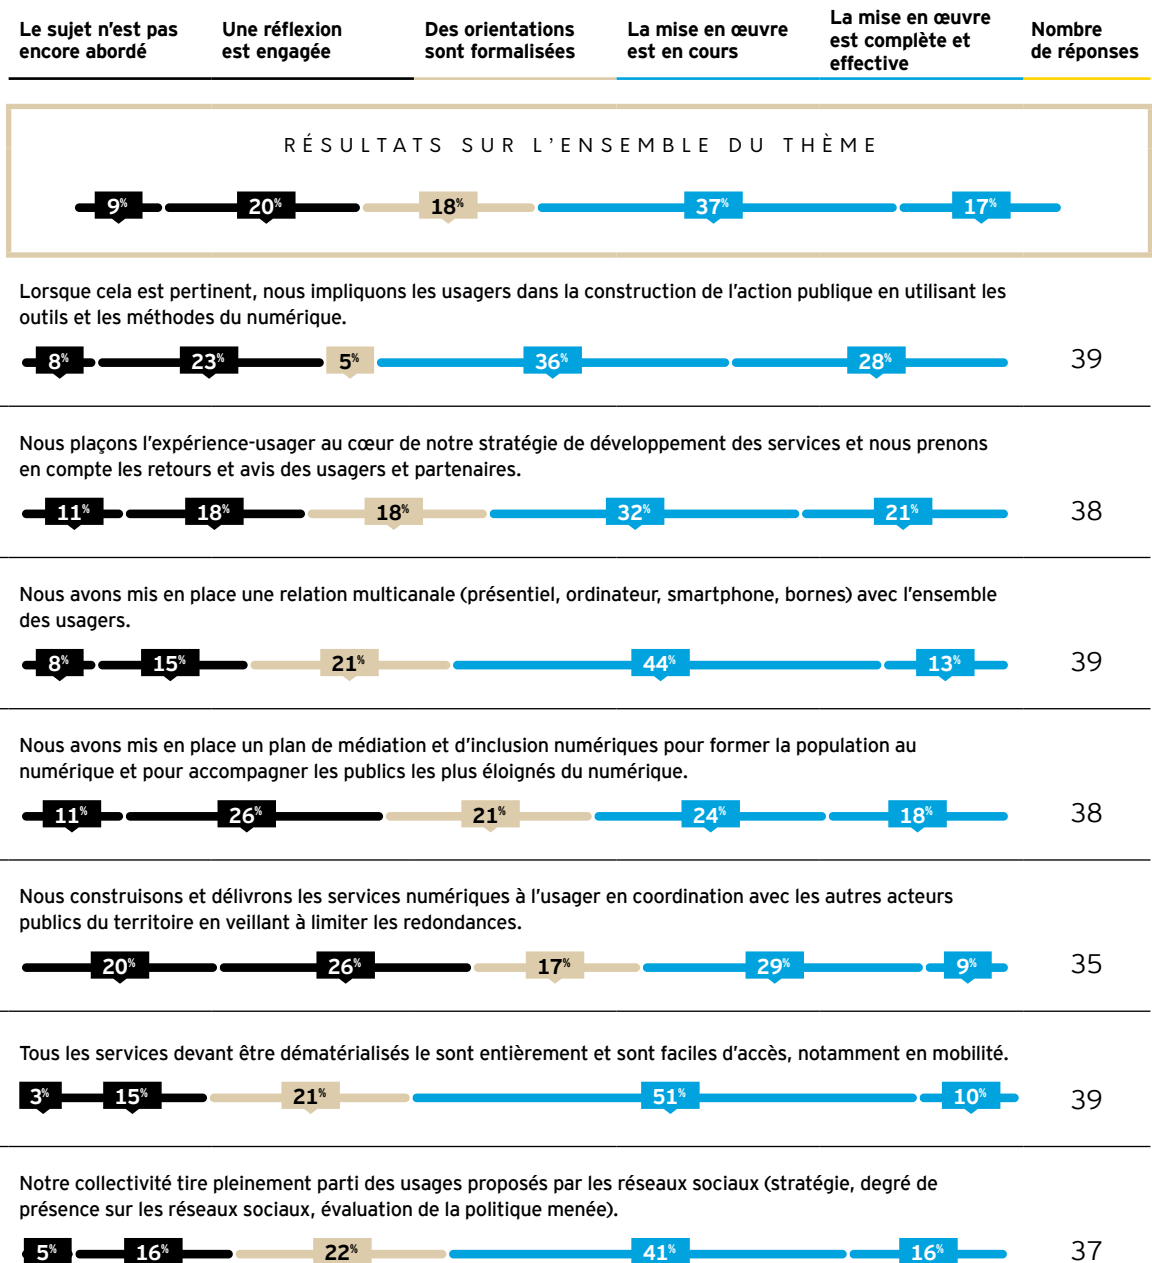 Le sujet n'est pas
encore abordé
Une réflexion
est engagée
Des orientations
sont formalisées
La mise en œuvre
est en cours
La mise en œuvre
est complète et
effective
Nombre
de réponses
RÉSULTATS SUR L'ENSEMBLE DU THÈME
9% 20% 18% 37% 17%
Lorsque cela est pertinent, nous impliquons les usagers dans la construction de l'action publique en utilisant les
outils et les méthodes du numérique.
8% 23% 5% 36% 28% 39
Nous plaçons l'expérience-usager au cœur de notre stratégie de développement des services et nous prenons
en compte les retours et avis des usagers et partenaires.
11% 18% 18% 32% 21% 38
Nous avons mis en place une relation multicanale (présentiel, ordinateur, smartphone, bornes) avec l'ensemble
des usagers.
8% 15% 21% 44% 13% 39
Nous avons mis en place un plan de médiation et d'inclusion numériques pour former la population au
numérique et pour accompagner les publics les plus éloignés du numérique.
11% 26% 21% 24% 18% 38
Nous construisons et délivrons les services numériques à l'usager en coordination avec les autres acteurs
publics du territoire en veillant à limiter les redondances.
20% 26% 17% 29% 9% 35
Tous les services devant être dématérialisés le sont entièrement et sont faciles d'accès, notamment en mobilité.
3% 15% 21% 51% 10% 39
Notre collectivité tire pleinement parti des usages proposés par les réseaux sociaux (stratégie, degré de
présence sur les réseaux sociaux, évaluation de la politique menée).
5% 16% 22% 41% 16% 37